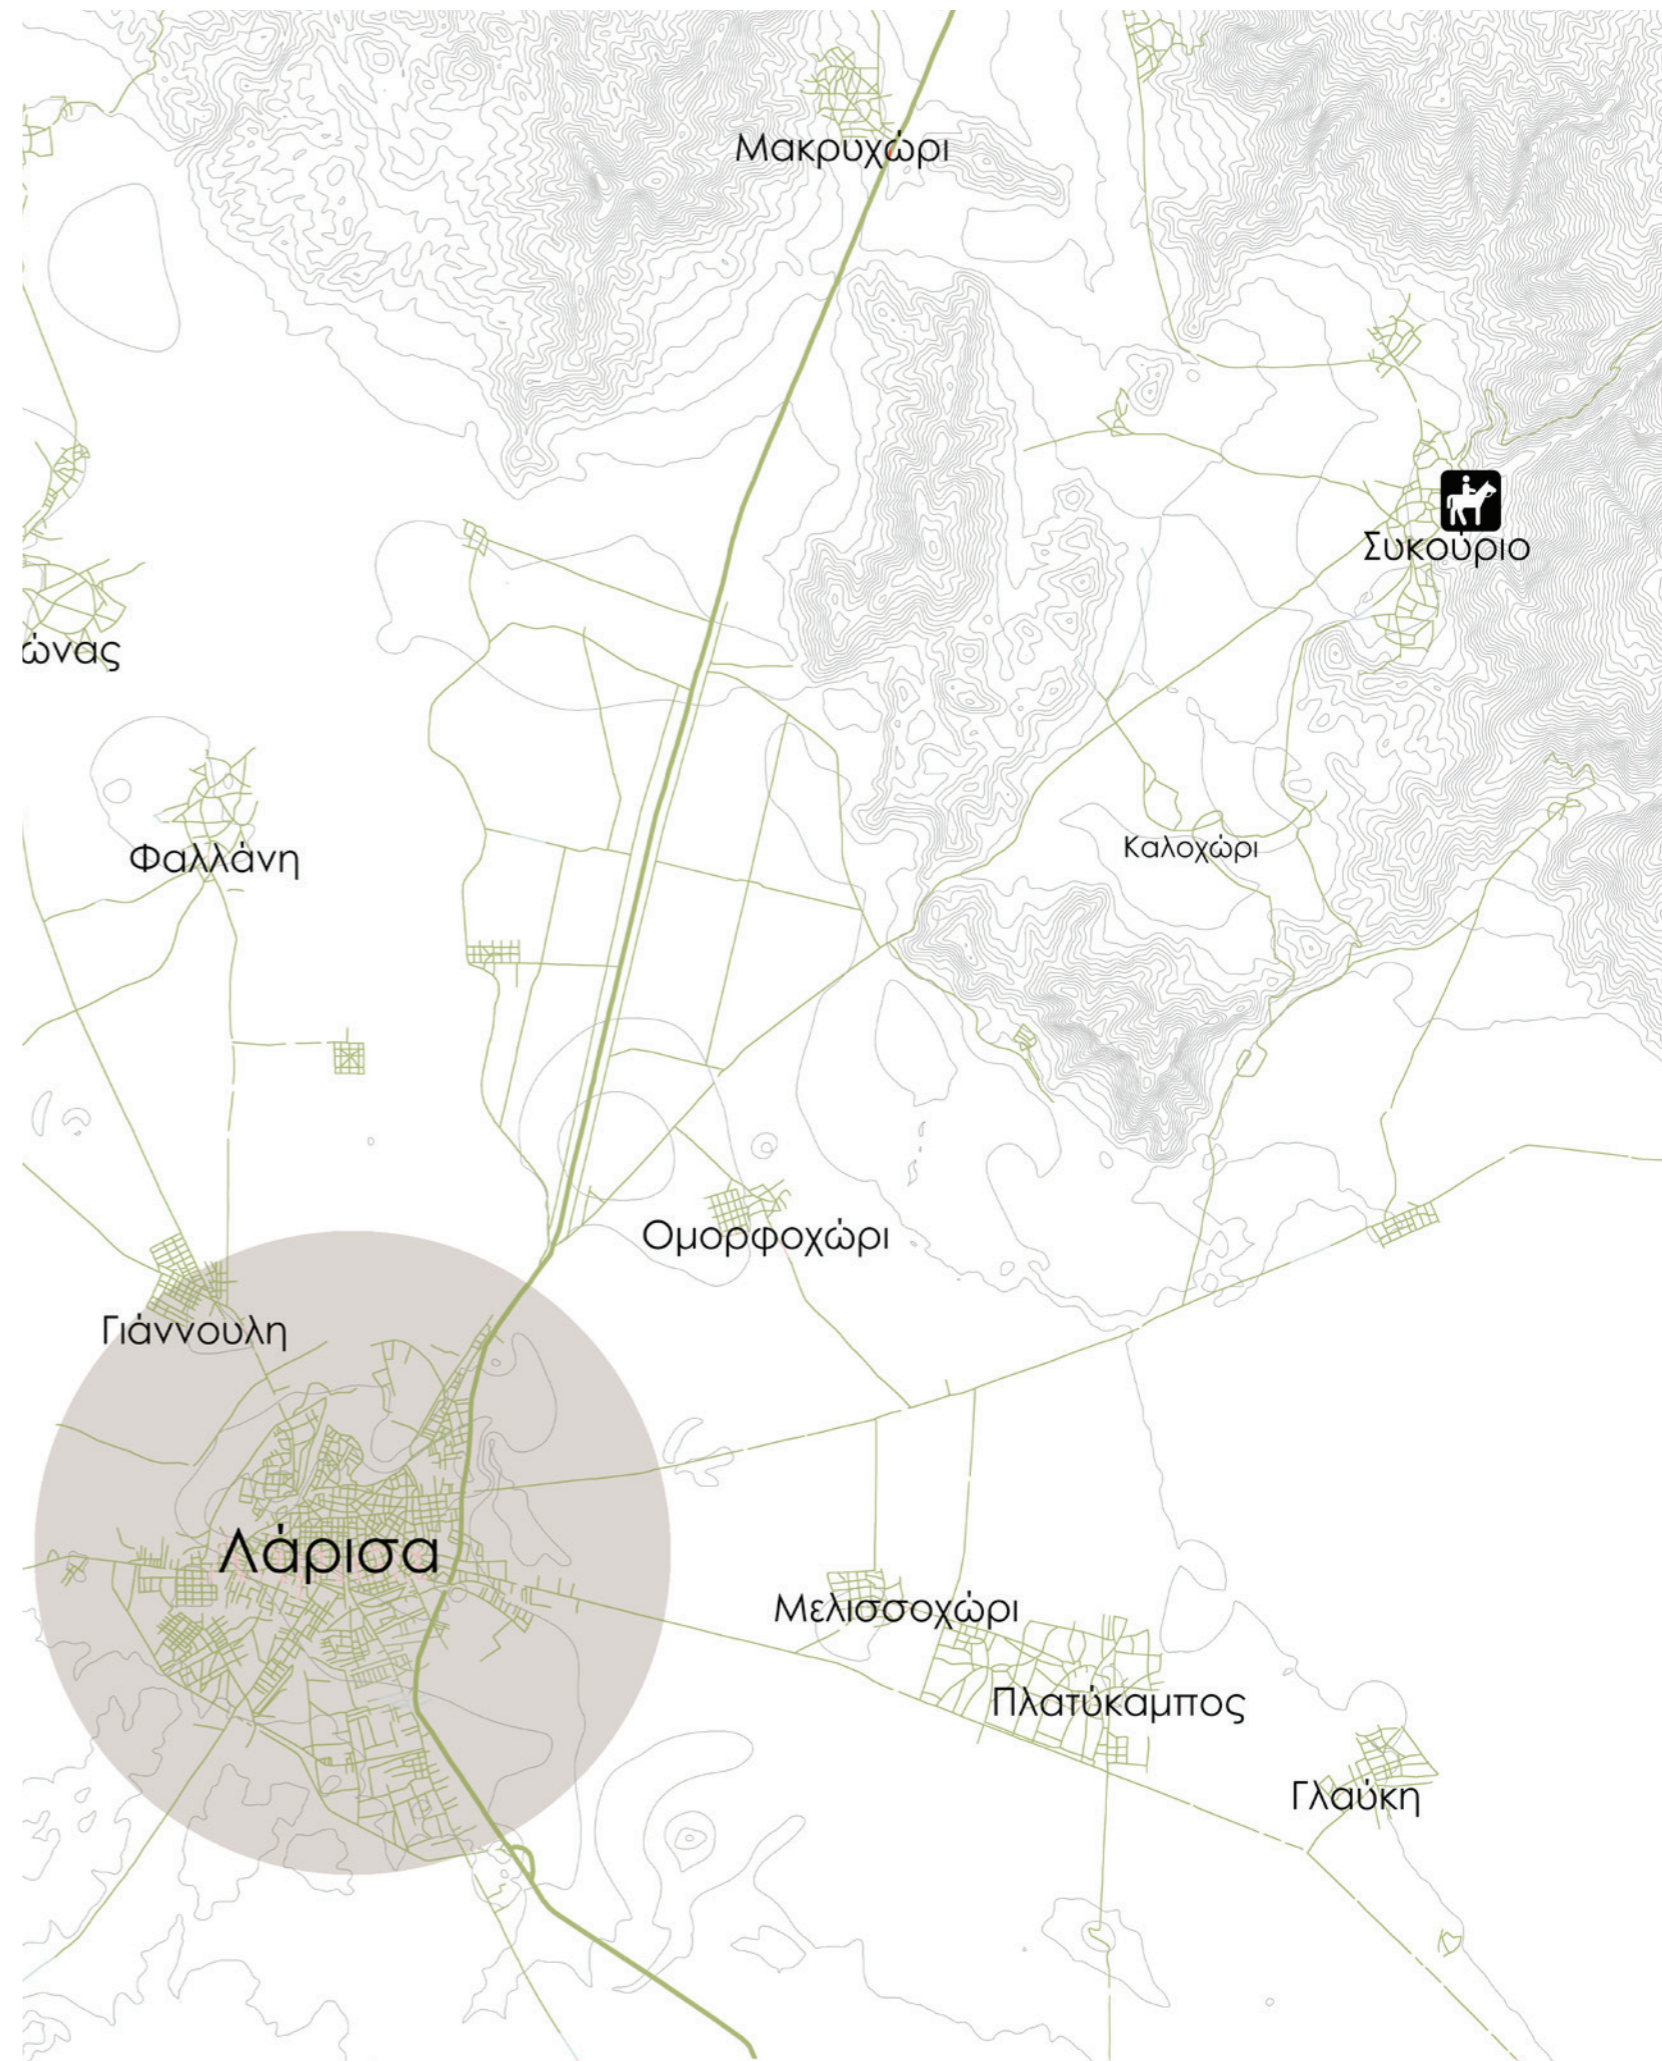 Μακρυχώρι
Συκούριο
ώνας
Καλοχώρι
Φαλλάνη
Ομορφοχώρι
Γιάννουλη
Λάρισα
Μελισσοχώρι
Πλατύκαμπος
Γλαύκη